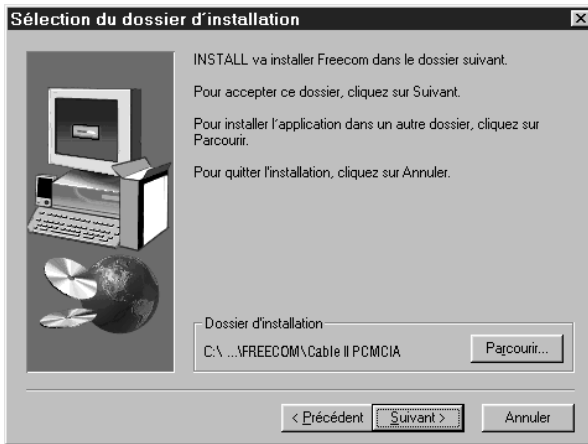 Sélection du dossier d´installation
INSTALL va installer Freecom dans le dossier suivant.
Pour accepter ce dossier, cliquez sur Suivant.
Pour installer l´application dans un autre dossier, cliquez sur
Parcourir.
Pour quitter l'installation, cliquez sur Annuler.
Dossier d'installation
C:\ ...\FREECOM\Cable II PCMCIA
Parcourir...
< Précédent
Suivant >
Annuler